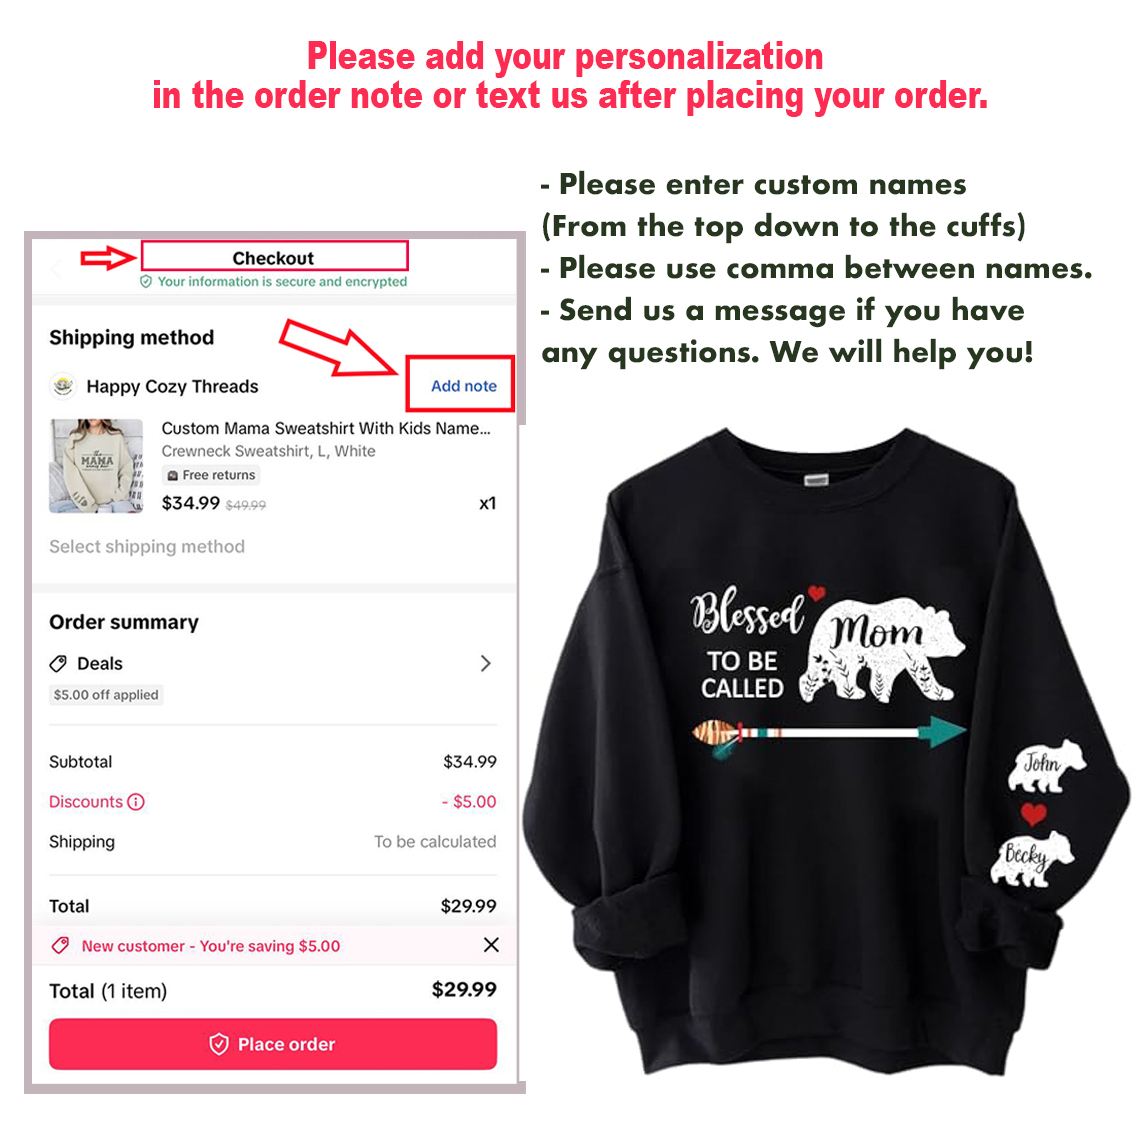 Please add your personalization
in the order note or text us after placing your order.
- Please enter custom names
(From the top down to the cuffs)
- Please use comma between names.
- Send us a message if you have
any questions. We will help you!
Checkout
Your information is secure and encrypted
Shipping method
Happy Cozy Threads
Add note
Custom Mama Sweatshirt With Kids Name...
Crewneck Sweatshirt, L, White
Free returns
$34.99 $49.99
x1
Select shipping method
Order summary
Deals
$5.00 off applied
Subtotal
$34.99
Discounts
- $5.00
Shipping
To be calculated
Total
$29.99
New customer - You're saving $5.00
Total (1 item)
$29.99
Place order
Blessed
TO BE
CALLED
Mom
John
Becky
MAMA